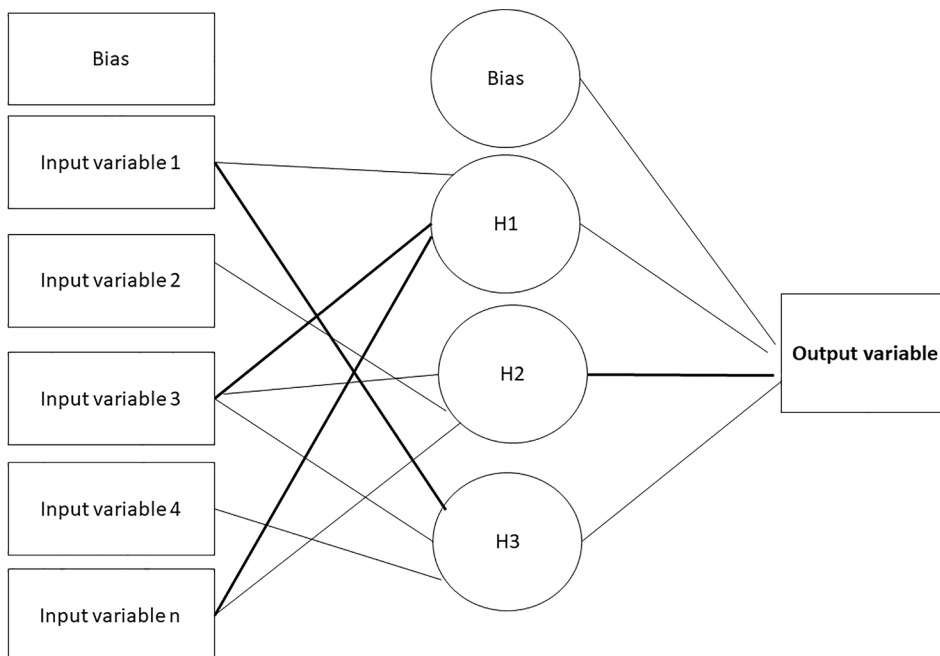 Bias
Input variable 1
Input variable 2
Input variable 3
Input variable 4
Input variable n
Bias
H1
H2
H3
Output variable